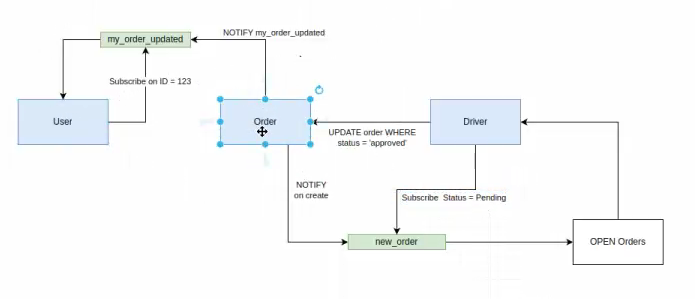 NOTIFY my_order_updated
my_order_updated
Subscribe on ID = 123
User
Order
Driver
UPDATE order WHERE
status = 'approved'
NOTIFY
on create
Subscribe Status = Pending
new_order
OPEN Orders